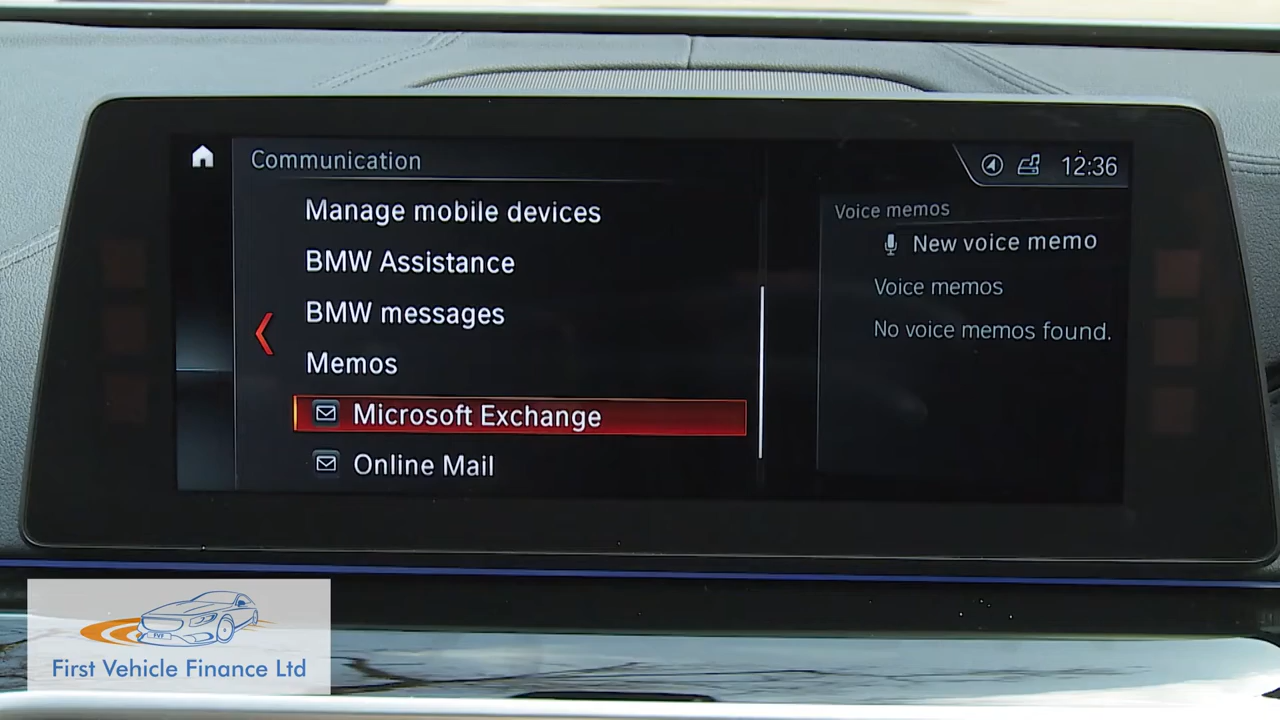 Communication
12:36
Manage mobile devices
BMW Assistance
BMW messages
Memos
Microsoft Exchange
Online Mail
Voice memos
New voice memo
Voice memos
No voice memos found.
FVF
First Vehicle Finance Ltd